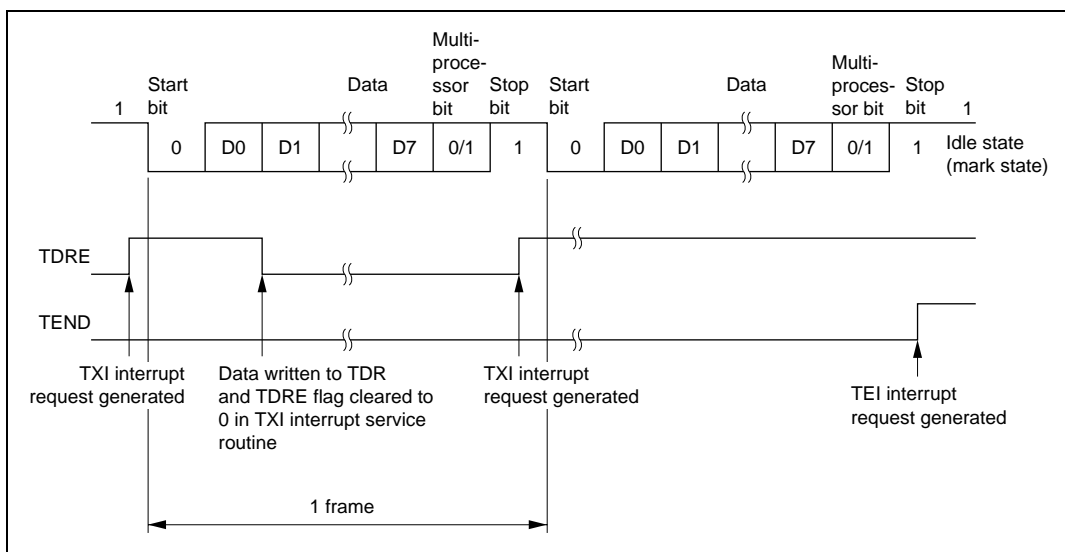 Multi-
proce-
ssor
bit
Multi-
proces-
sor bit
Start
bit
Data
Stop
bit
Start
bit
Data
Stop
bit
1
1
0
D0
D1
D7
0/1
1
0
D0
D1
D7
0/1
1
Idle state
(mark state)
TDRE
TEND
TXI interrupt
request generated
Data written to TDR
and TDRE flag cleared to
0 in TXI interrupt service
routine
TXI interrupt
request generated
TEI interrupt
request generated
1 frame